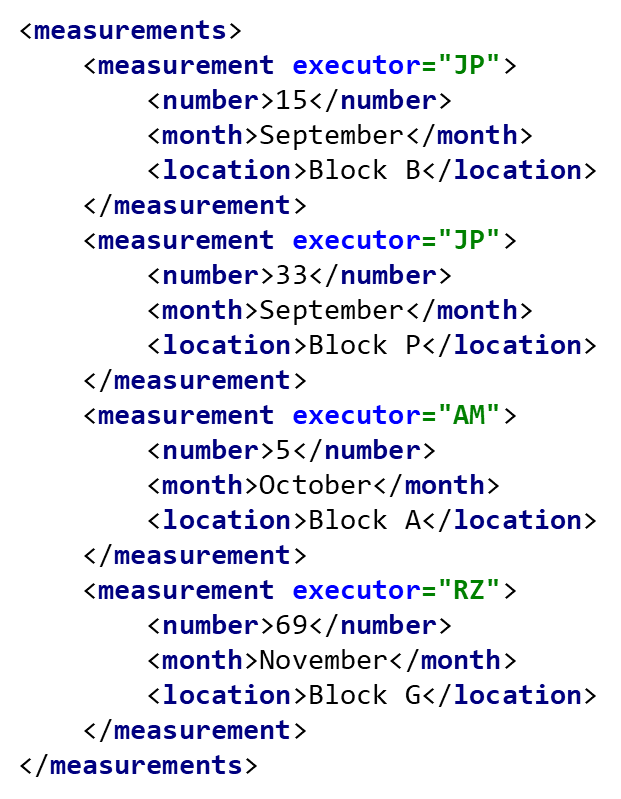 <measurements>
    <measurement executor="JP">
        <number>15</number>
        <month>September</month>
        <location>Block B</location>
    </measurement>
    <measurement executor="JP">
        <number>33</number>
        <month>September</month>
        <location>Block P</location>
    </measurement>
    <measurement executor="AM">
        <number>5</number>
        <month>October</month>
        <location>Block A</location>
    </measurement>
    <measurement executor="RZ">
        <number>69</number>
        <month>November</month>
        <location>Block G</location>
    </measurement>
</measurements>